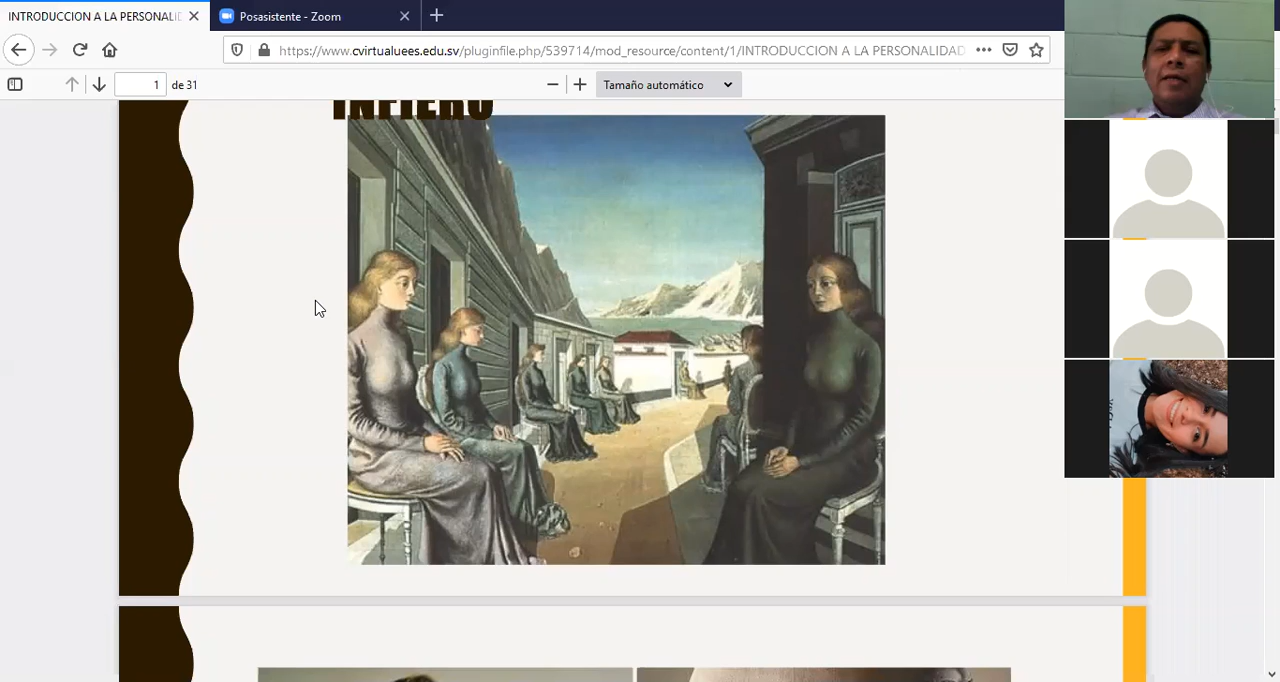 INTRODUCCION A LA PERSONALID
Posasistente - Zoom
https://www.cvirtualuees.edu.sv/pluginfile.php/539714/mod_resource/content/1/INTRODUCCION A LA PERSONALIDAD
1 de 31
Tamaño automático